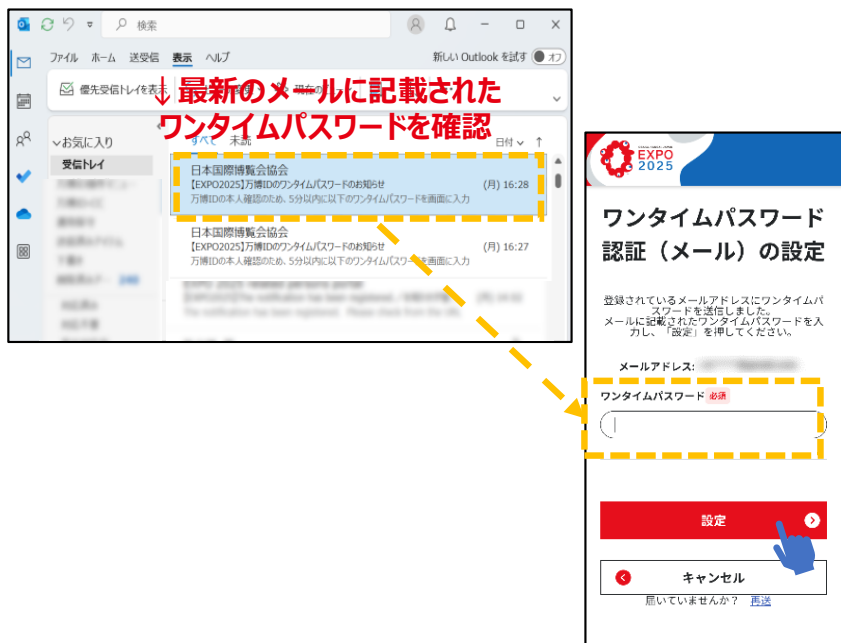 検索
ファイル ホーム 送受信 表示 ヘルプ
新しい Outlook を試す オフ
優先受信トレイを表示
↓最新のメールに記載された
ワンタイムパスワードを確認
すべて 未読
日付 ↑
お気に入り
受信トレイ
日本国際博覧会協会
【EXPO2025】万博IDのワンタイムパスワードのお知らせ (月) 16:28
万博IDの本人確認のため、5分以内に以下のワンタイムパスワードを画面に入力
日本国際博覧会協会
【EXPO2025】万博IDのワンタイムパスワードのお知らせ (月) 16:27
万博IDの本人確認のため、5分以内に以下のワンタイムパスワードを画面に入力
EXPO
2025
ワンタイムパスワード
認証（メール）の設定
登録されているメールアドレスにワンタイムパ
スワードを送信しました。
メールに記載されたワンタイムパスワードを入
力し、「設定」を押してください。
メールアドレス:
ワンタイムパスワード 必須
設定
キャンセル
届いていませんか？ 再送